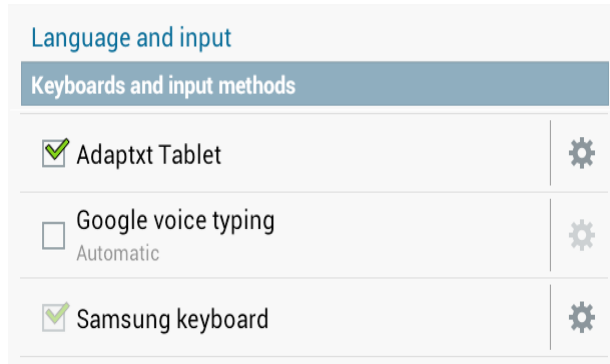 Language and input
Keyboards and input methods
Adaptxt Tablet
Google voice typing
Automatic
Samsung keyboard